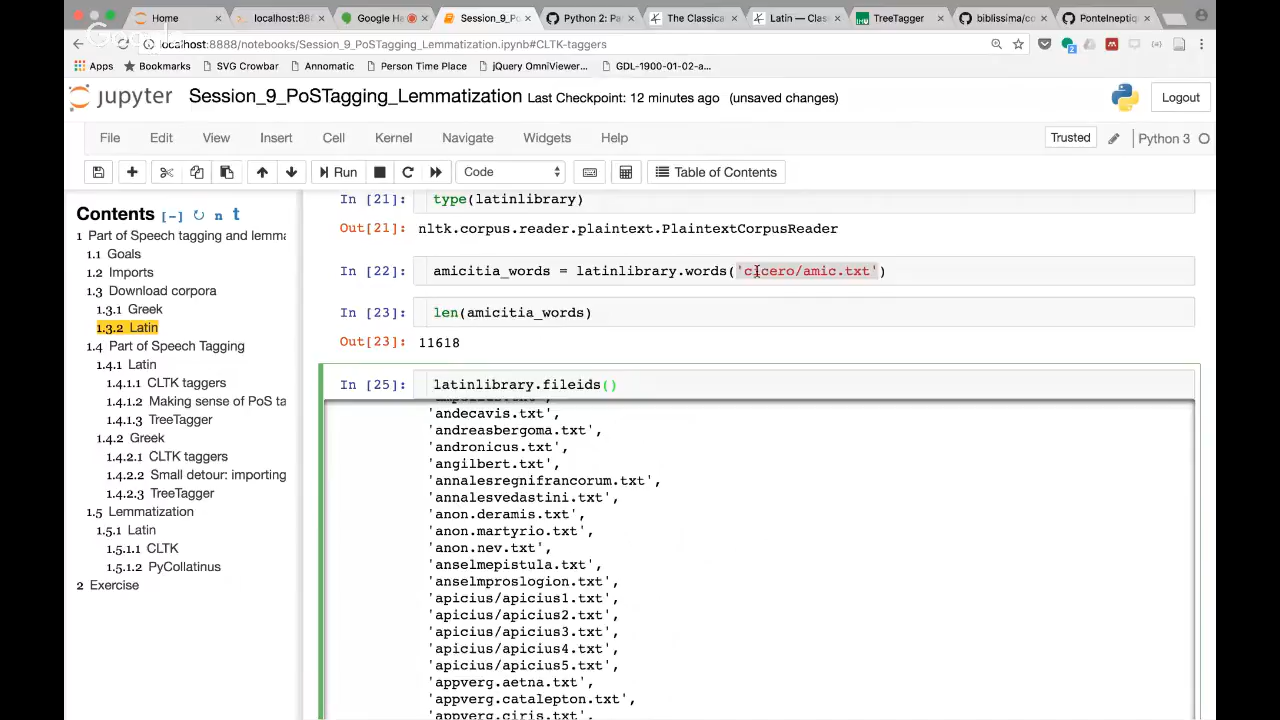 Home
localhost:8888
Google Ha
Session_9_Po
Python 2: Pa
The Classica
Latin — Class
TreeTagger
biblissima/co
PonteIneptiq
Google
localhost:8888/notebooks/Session_9_PoSTagging_Lemmatization.ipynb#CLTK-taggers
Apps Bookmarks SVG Crowbar Annomatic Person Time Place jQuery OmniViewer... GDL-1900-01-02-a...
jupyter Session_9_PoSTagging_Lemmatization Last Checkpoint: 12 minutes ago (unsaved changes) Logout
File Edit View Insert Cell Kernel Navigate Widgets Help Trusted Python 3
Run Code Table of Contents
Contents [-] n t
1 Part of Speech tagging and lemma
1.1 Goals
1.2 Imports
1.3 Download corpora
1.3.1 Greek
1.3.2 Latin
1.4 Part of Speech Tagging
1.4.1 Latin
1.4.1.1 CLTK taggers
1.4.1.2 Making sense of PoS ta
1.4.1.3 TreeTagger
1.4.2 Greek
1.4.2.1 CLTK taggers
1.4.2.2 Small detour: importing
1.4.2.3 TreeTagger
1.5 Lemmatization
1.5.1 Latin
1.5.1.1 CLTK
1.5.1.2 PyCollatinus
2 Exercise
In [21]: type(latinlibrary)
Out[21]: nltk.corpus.reader.plaintext.PlaintextCorpusReader
In [22]: amicitia_words = latinlibrary.words('cicero/amic.txt')
In [23]: len(amicitia_words)
Out[23]: 11618
In [25]: latinlibrary.fileids()
'andecavis.txt',
'andreasbergoma.txt',
'andronicus.txt',
'angilbert.txt',
'annalesregnifrancorum.txt',
'annalesvedastini.txt',
'anon.deramis.txt',
'anon.martyrio.txt',
'anon.nev.txt',
'anselmepistula.txt',
'anselmproslogion.txt',
'apicius/apicius1.txt',
'apicius/apicius2.txt',
'apicius/apicius3.txt',
'apicius/apicius4.txt',
'apicius/apicius5.txt',
'appverg.aetna.txt',
'appverg.catalepton.txt',
'appverg.ciris.txt',